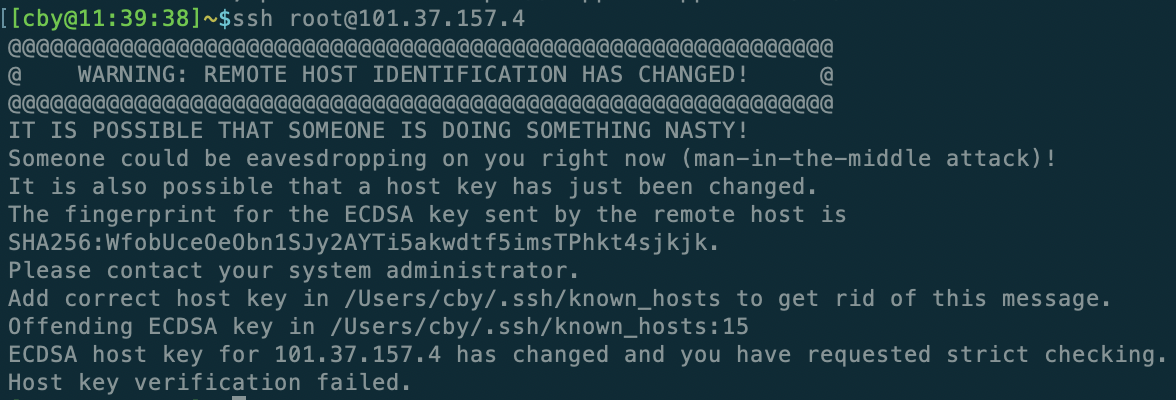 [[cby@11:39:38]~$ssh root@101.37.157.4
@@@@@@@@@@@@@@@@@@@@@@@@@@@@@@@@@@@@@@@@@@@@@@@@@@@@@@@@@@@
@    WARNING: REMOTE HOST IDENTIFICATION HAS CHANGED!     @
@@@@@@@@@@@@@@@@@@@@@@@@@@@@@@@@@@@@@@@@@@@@@@@@@@@@@@@@@@@
IT IS POSSIBLE THAT SOMEONE IS DOING SOMETHING NASTY!
Someone could be eavesdropping on you right now (man-in-the-middle attack)!
It is also possible that a host key has just been changed.
The fingerprint for the ECDSA key sent by the remote host is
SHA256:WfobUceOeObn1SJy2AYTi5akwdtf5imsTPhkt4sjkjk.
Please contact your system administrator.
Add correct host key in /Users/cby/.ssh/known_hosts to get rid of this message.
Offending ECDSA key in /Users/cby/.ssh/known_hosts:15
ECDSA host key for 101.37.157.4 has changed and you have requested strict checking.
Host key verification failed.